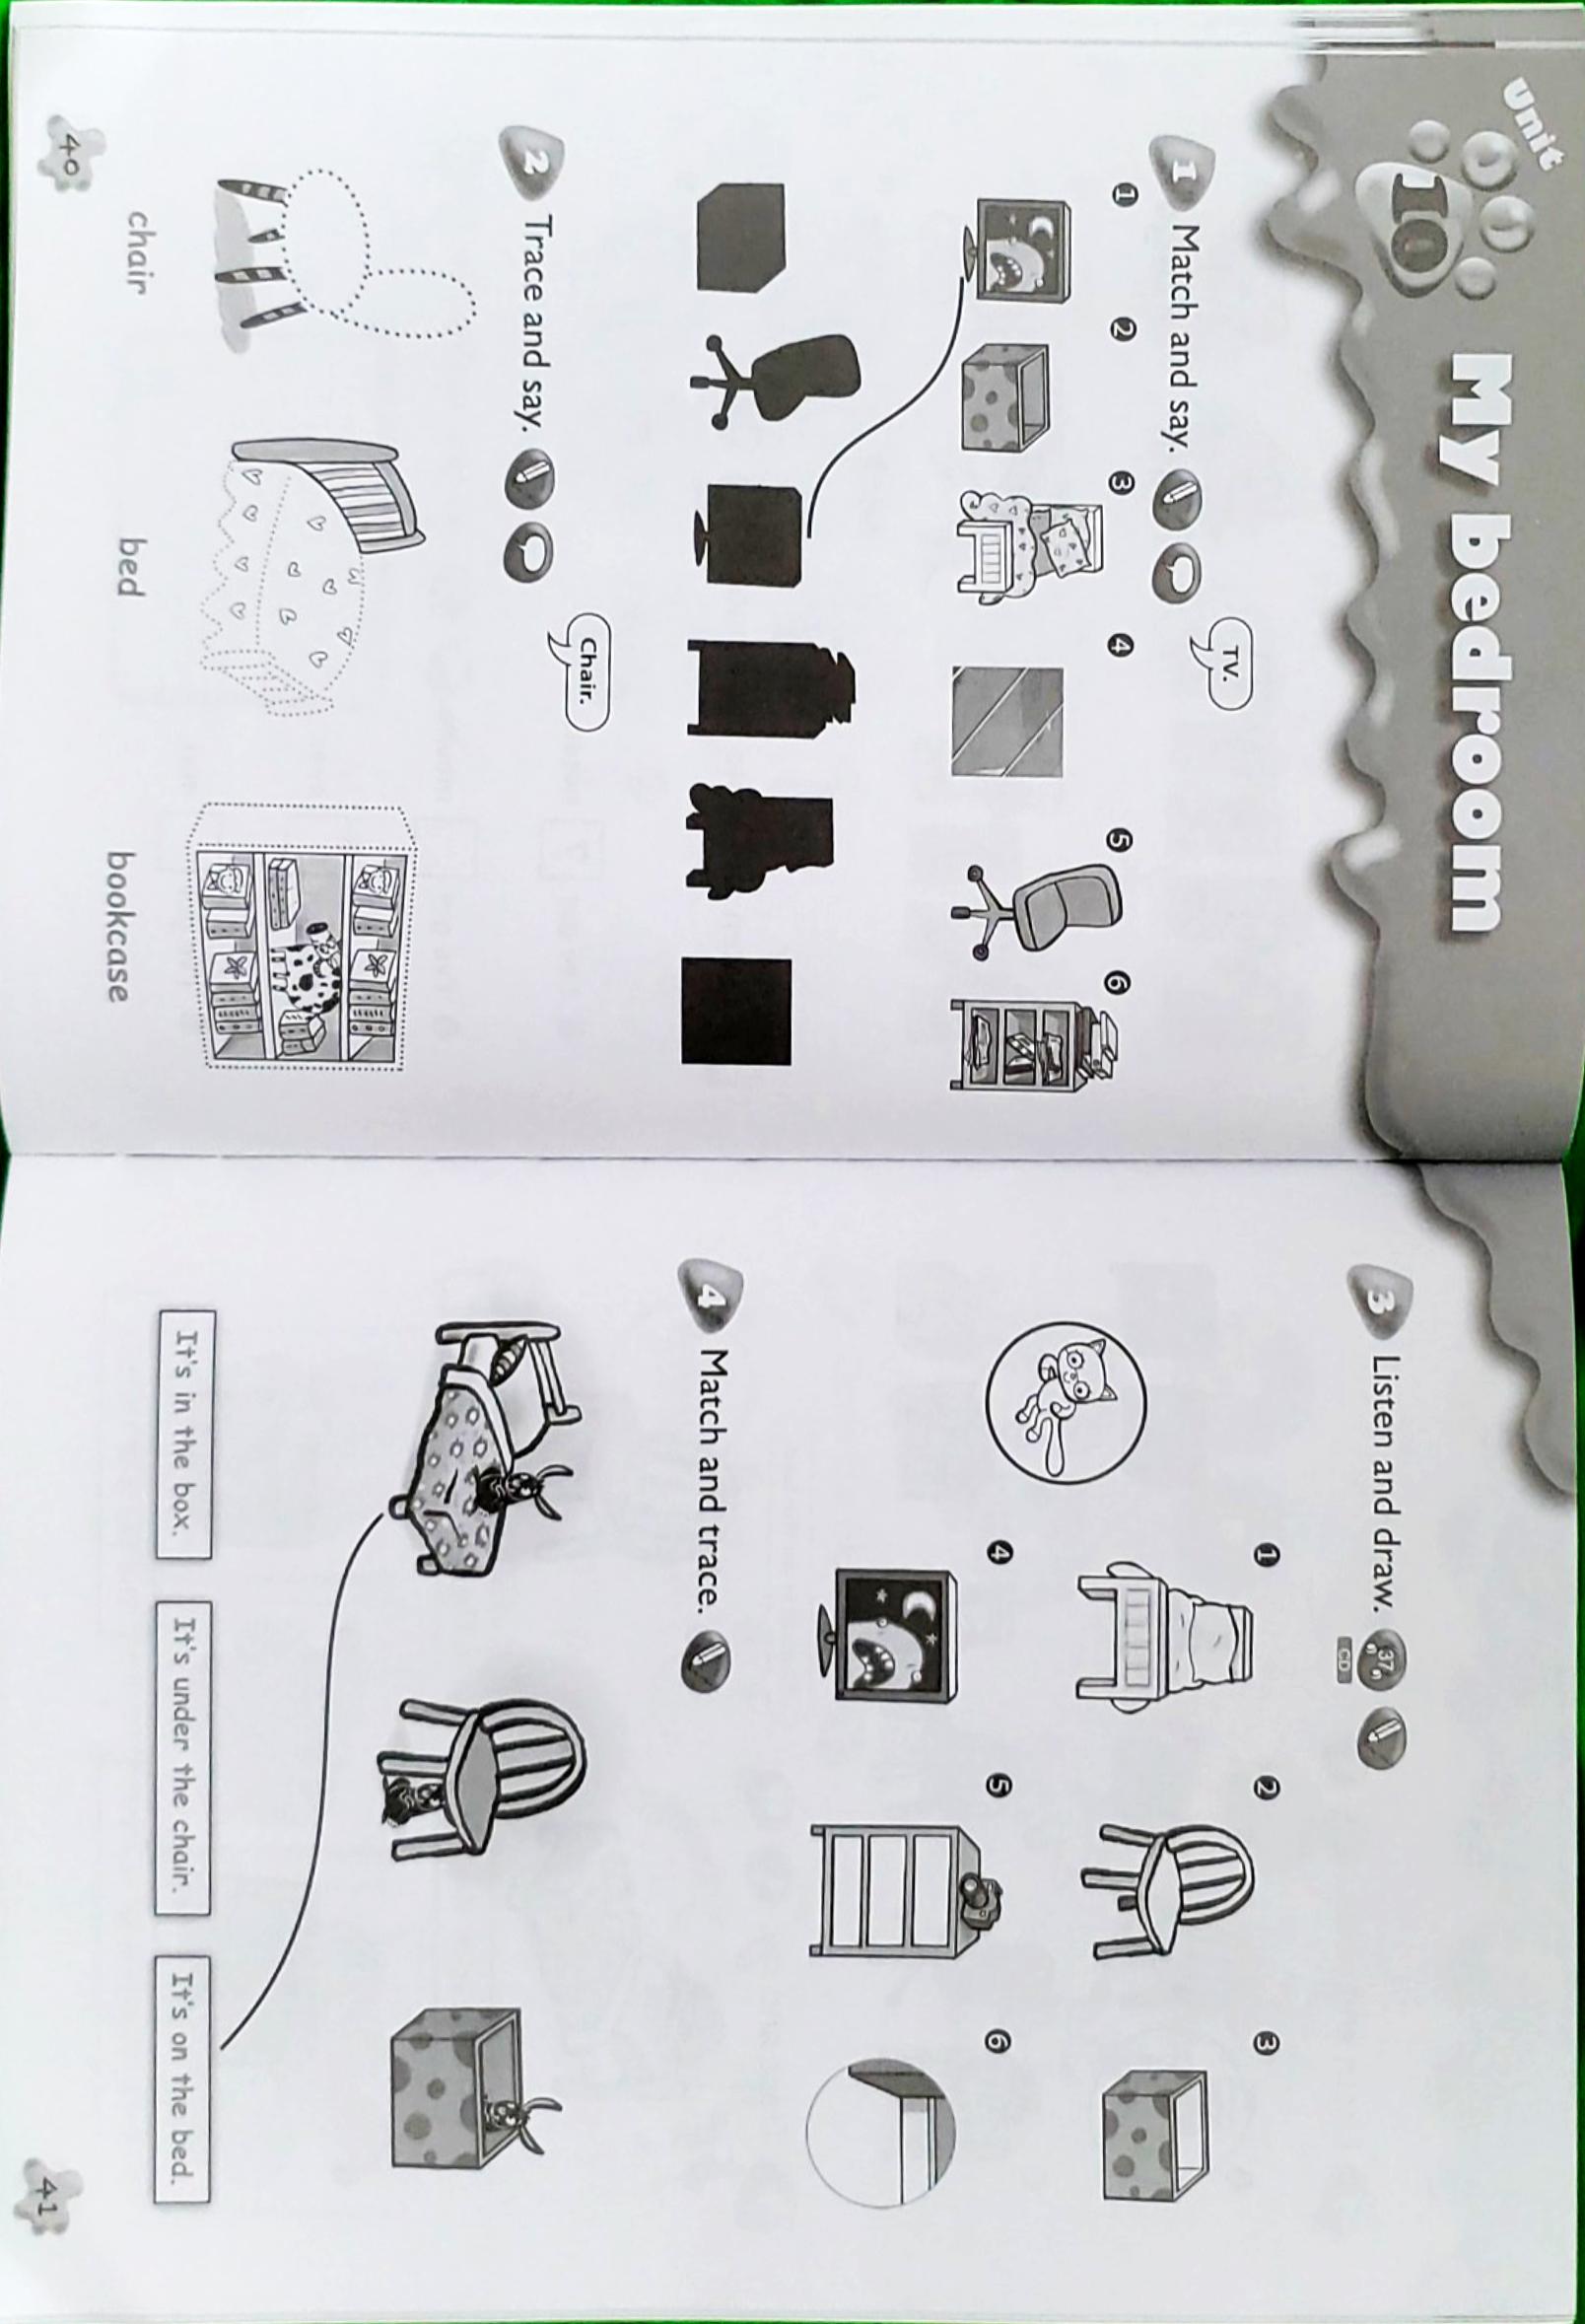 Unit
10
My bedroom
TV.
1 Match and say.
1 2 3 4 5 6
Chair.
2 Trace and say.
chair bed bookcase
40
3 Listen and draw. 37
CD
1 2 3
4 5 6
4 Match and trace.
It's in the box. It's under the chair. It's on the bed.
41